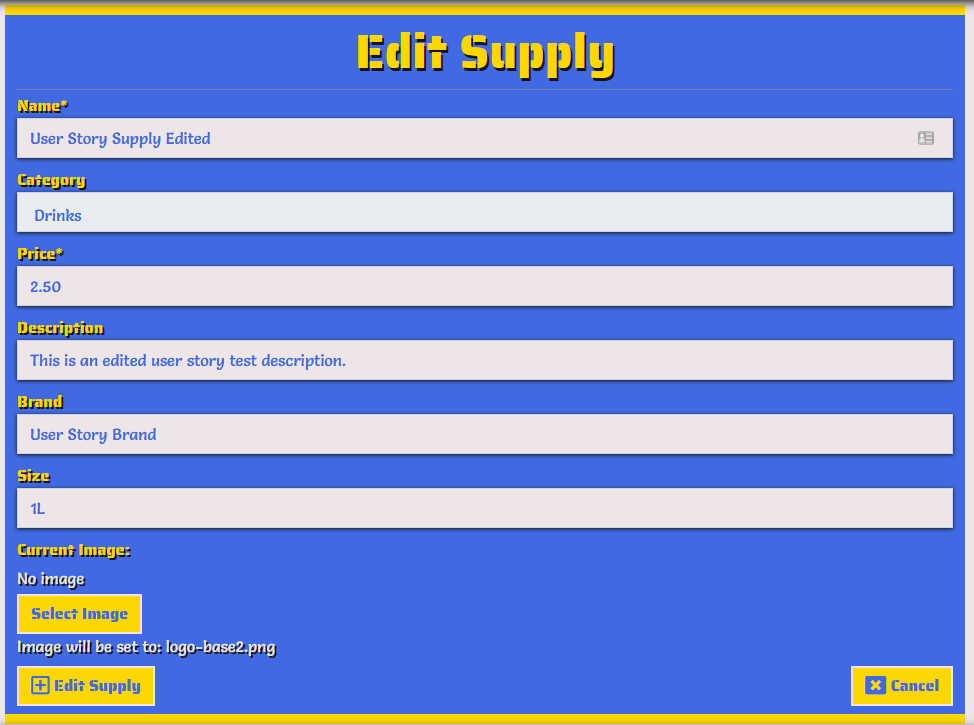 Edit Supply
Name*
User Story Supply Edited
Category
Drinks
Price*
2.50
Description
This is an edited user story test description.
Brand
User Story Brand
Size
1L
Current Image:
No image
Select Image
Image will be set to: logo-base2.png
Edit Supply
Cancel